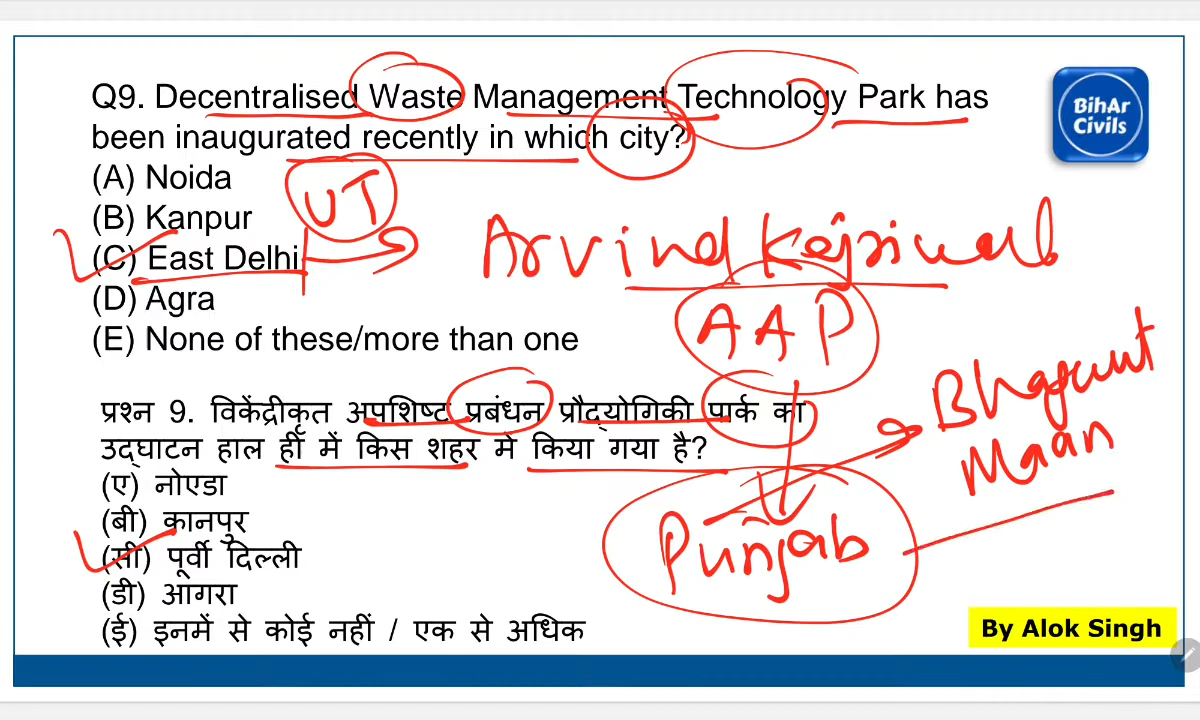 Q9. Decentralised Waste Management Technology Park has
been inaugurated recently in which city?
(A) Noida
(B) Kanpur
(C) East Delhi
(D) Agra
(E) None of these/more than one
UT
Arvind Kejriwal
AAP
Bhagwant
Maan
Punjab
प्रश्न 9. विकेंद्रीकृत अपशिष्ट प्रबंधन प्रौद्योगिकी पार्क का
उद्घाटन हाल ही में किस शहर में किया गया है?
(ए) नोएडा
(बी) कानपुर
(सी) पूर्वी दिल्ली
(डी) आगरा
(ई) इनमें से कोई नहीं / एक से अधिक
BihAr
Civils
By Alok Singh